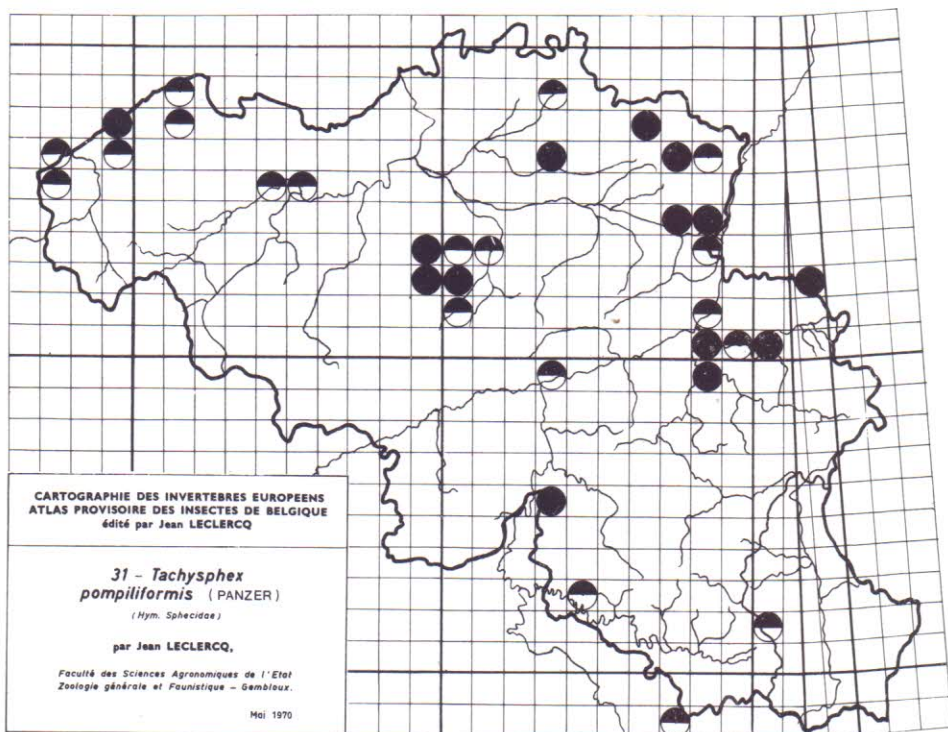 CARTOGRAPHIE DES INVERTEBRES EUROPEENS
ATLAS PROVISOIRE DES INSECTES DE BELGIQUE
édité par Jean LECLERCQ
31 – Tachysphex
pompiliformis (PANZER)
(Hym. Sphecidae)
par Jean LECLERCQ,
Faculté des Sciences Agronomiques de l'Etat
Zoologie générale et Faunistique – Gembloux.
Mai 1970